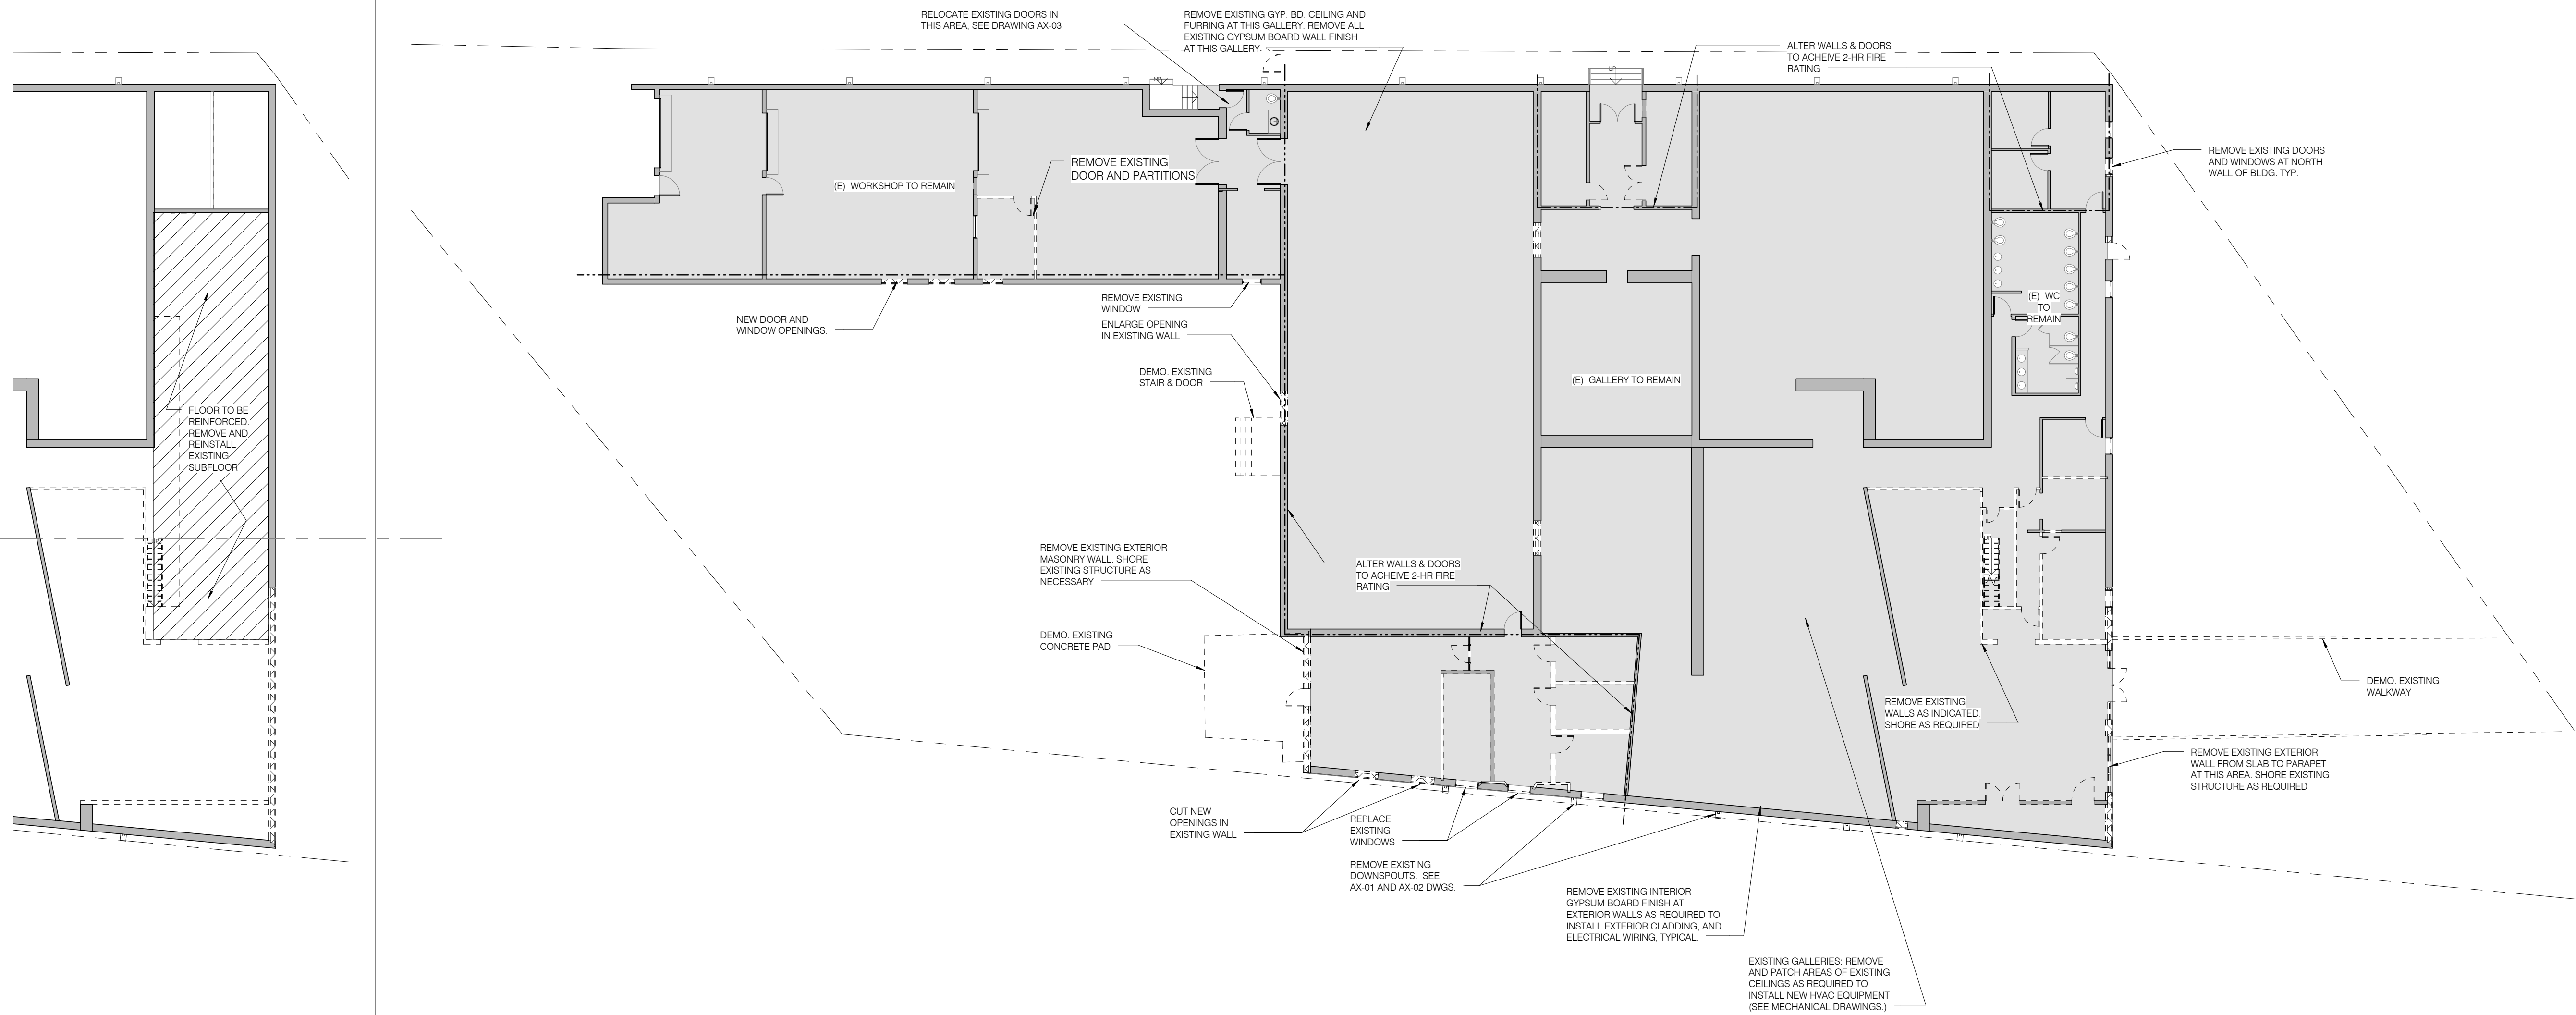 RELOCATE EXISTING DOORS IN
THIS AREA, SEE DRAWING AX-03
REMOVE EXISTING GYP. BD. CEILING AND
FURRING AT THIS GALLERY. REMOVE ALL
EXISTING GYPSUM BOARD WALL FINISH
AT THIS GALLERY.
ALTER WALLS & DOORS
TO ACHEIVE 2-HR FIRE
RATING
UP
UP
REMOVE EXISTING DOORS
AND WINDOWS AT NORTH
WALL OF BLDG. TYP.
REMOVE EXISTING
DOOR AND PARTITIONS
(E) WORKSHOP TO REMAIN
REMOVE EXISTING
WINDOW
(E) WC
TO
REMAIN
NEW DOOR AND
WINDOW OPENINGS.
ENLARGE OPENING
IN EXISTING WALL
DEMO. EXISTING
STAIR & DOOR
(E) GALLERY TO REMAIN
FLOOR TO BE
REINFORCED.
REMOVE AND
REINSTALL
EXISTING
SUBFLOOR
REMOVE EXISTING EXTERIOR
MASONRY WALL. SHORE
EXISTING STRUCTURE AS
NECESSARY
ALTER WALLS & DOORS
TO ACHEIVE 2-HR FIRE
RATING
DEMO. EXISTING
CONCRETE PAD
DEMO. EXISTING
WALKWAY
REMOVE EXISTING
WALLS AS INDICATED.
SHORE AS REQUIRED
REMOVE EXISTING EXTERIOR
WALL FROM SLAB TO PARAPET
AT THIS AREA. SHORE EXISTING
STRUCTURE AS REQUIRED
CUT NEW
OPENINGS IN
EXISTING WALL
REPLACE
EXISTING
WINDOWS
REMOVE EXISTING
DOWNSPOUTS. SEE
AX-01 AND AX-02 DWGS.
REMOVE EXISTING INTERIOR
GYPSUM BOARD FINISH AT
EXTERIOR WALLS AS REQUIRED TO
INSTALL EXTERIOR CLADDING, AND
ELECTRICAL WIRING, TYPICAL.
EXISTING GALLERIES: REMOVE
AND PATCH AREAS OF EXISTING
CEILINGS AS REQUIRED TO
INSTALL NEW HVAC EQUIPMENT
(SEE MECHANICAL DRAWINGS.)